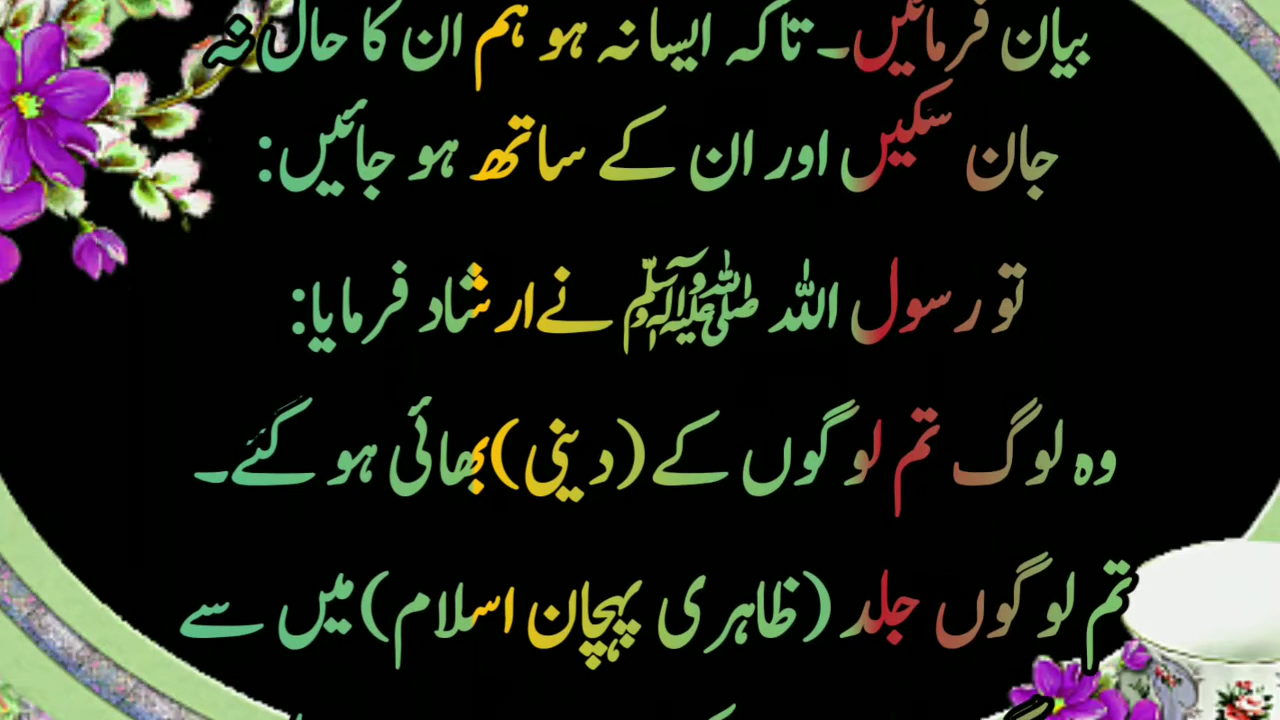 بیان فرمائیں۔ تاکہ ایسا نہ ہو ہم ان کا حال نہ
جان سکیں اور ان کے ساتھ ہو جائیں:
تو رسول اللہ ﷺ نے ارشاد فرمایا:
وہ لوگ تم لوگوں کے (دینی) بھائی ہو گئے۔
تم لوگوں جلد (ظاہری پہچان اسلام) میں سے